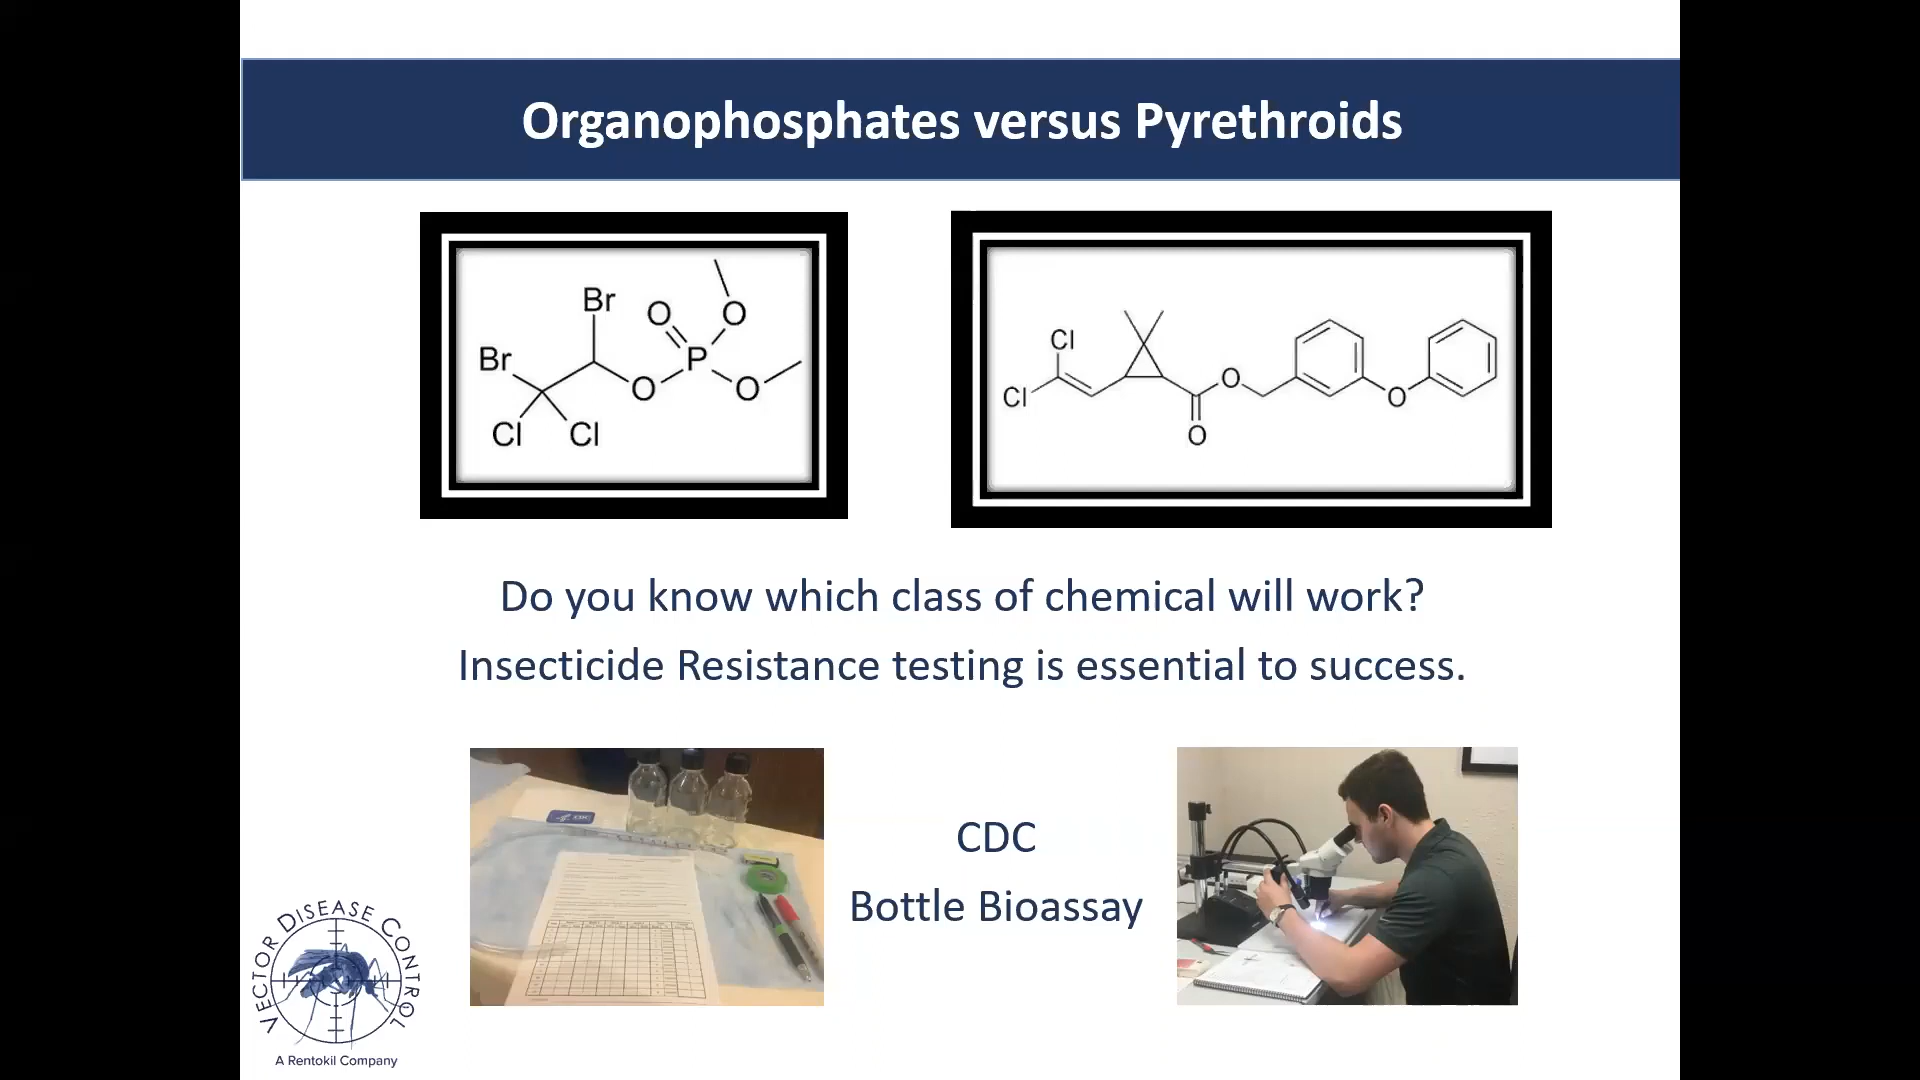 Organophosphates versus Pyrethroids
Br
Br
Cl
Cl
O
P
O
O
O
Cl
Cl
O
O
O
Do you know which class of chemical will work?
Insecticide Resistance testing is essential to success.
CDC
CDC
Bottle Bioassay
VECTOR DISEASE CONTROL
A Rentokil Company